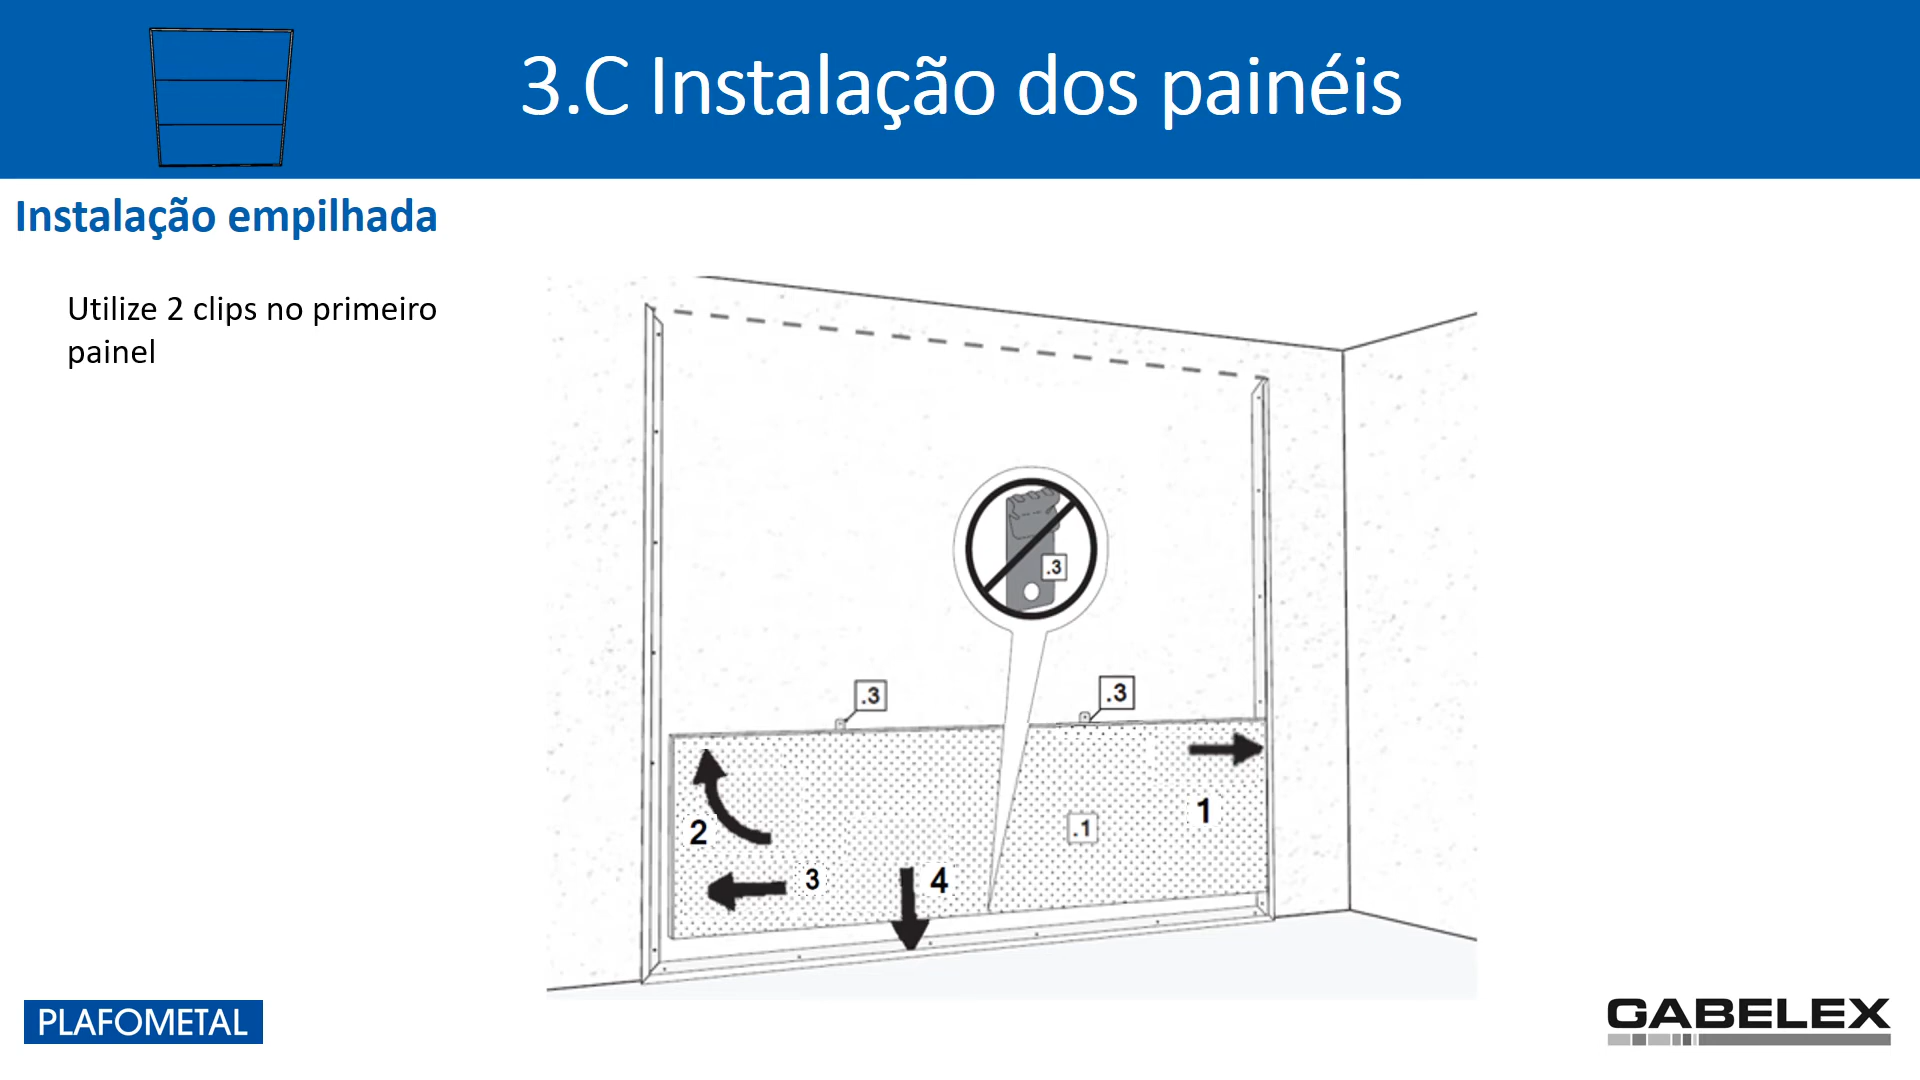 3.C Instalação dos painéis
Instalação empilhada
Utilize 2 clips no primeiro
painel
.3
.3
.3
1
2
.1
3
4
PLAFOMETAL
GABELEX